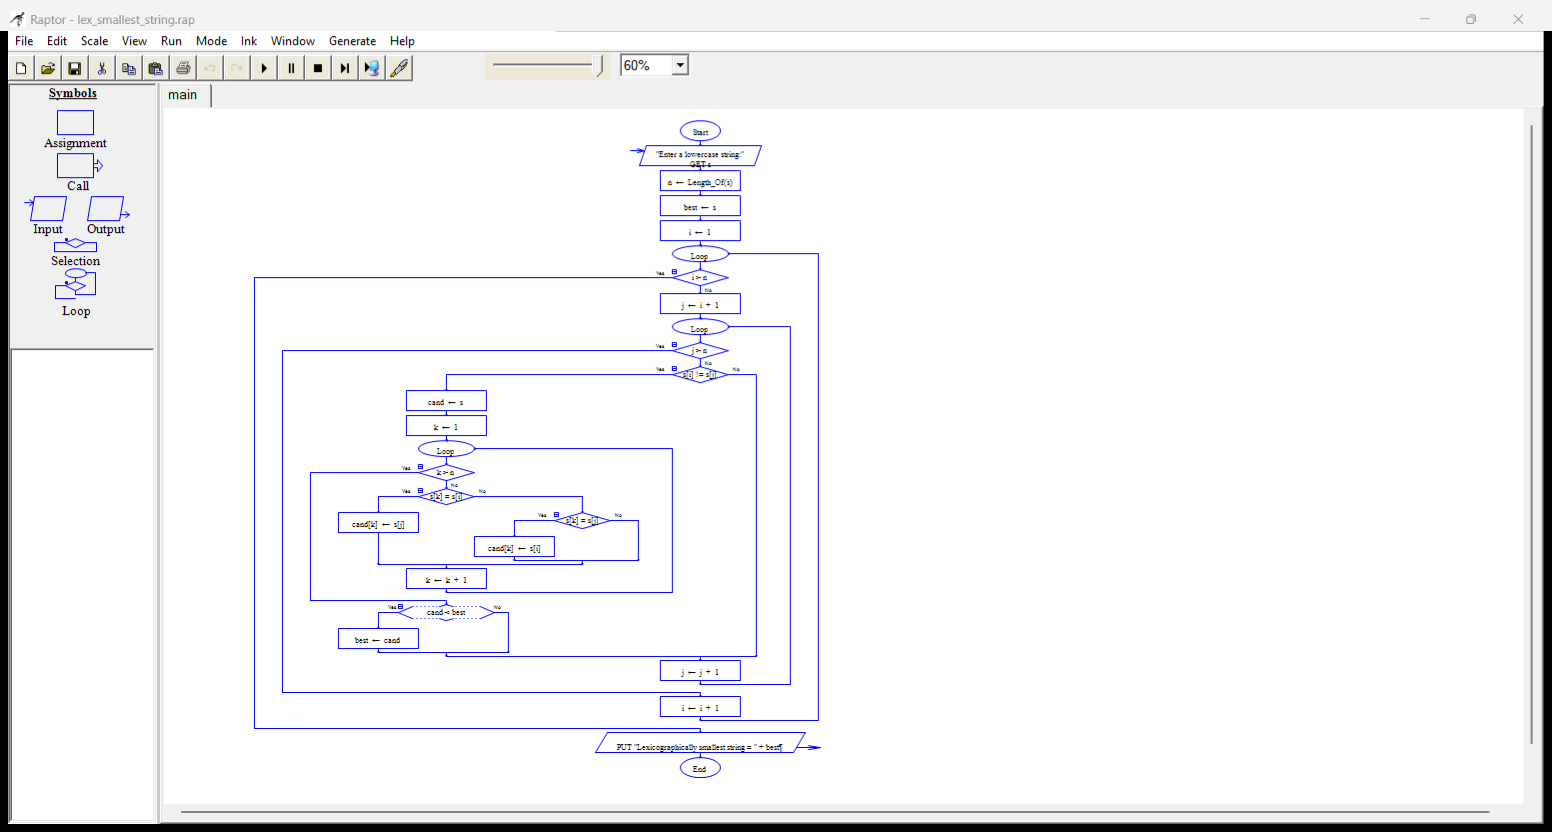 Raptor - lex_smallest_string.rap
File Edit Scale View Run Mode Ink Window Generate Help
60%
Symbols
main
Assignment
Call
Input Output
Selection
Loop
Start
"Enter a lowercase string:"
GET s
n ← Length_Of(s)
best ← s
i ← 1
Loop
Yes i > n
No
j ← i + 1
Loop
Yes j > n
No
Yes s[i] != s[j] No
cand ← s
k ← 1
Loop
Yes k > n
No
Yes s[k] = s[i] No
Yes s[k] = s[j] No
cand[k] ← s[j]
cand[k] ← s[i]
k ← k + 1
Yes cand < best No
best ← cand
j ← j + 1
i ← i + 1
PUT "Lexicographically smallest string = " + best¶
End